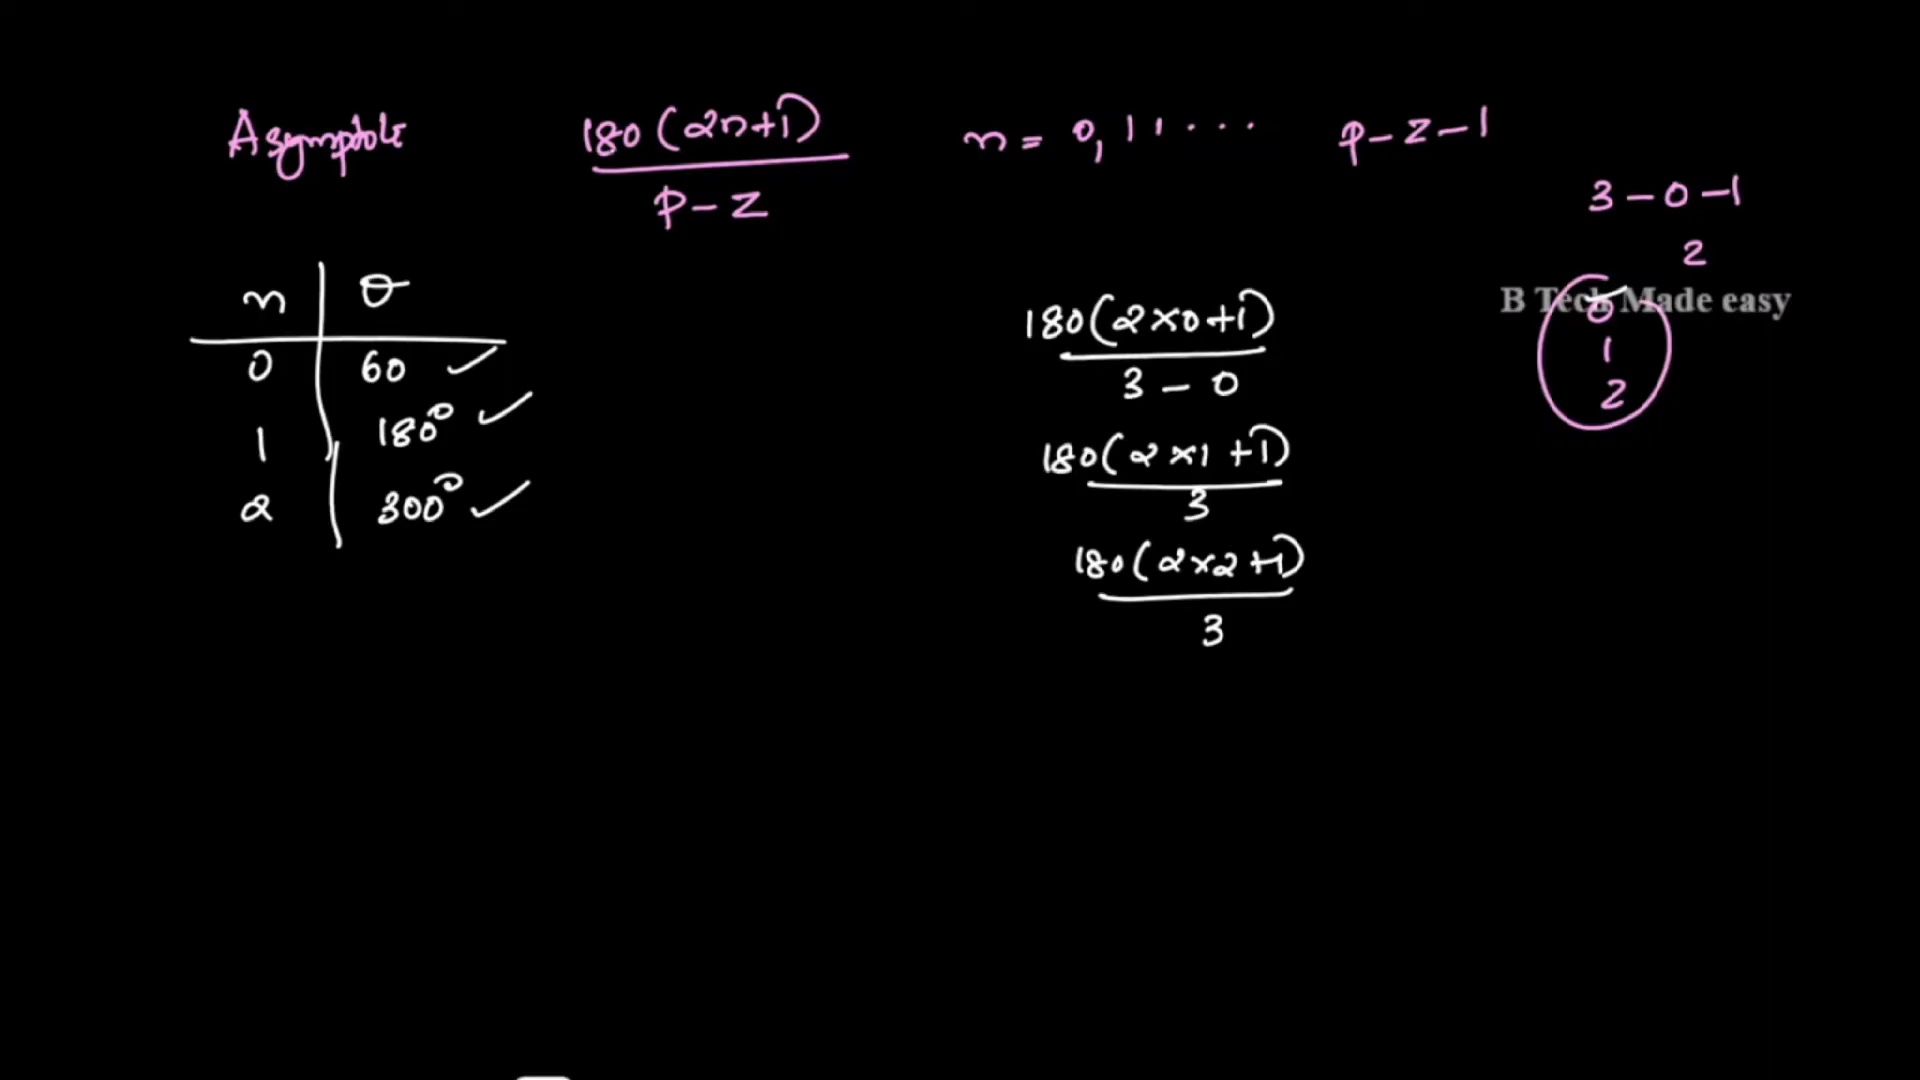 Asymptote 180(2n+1) / P-Z n = 0, 1, ... P-Z-1
3-0-1
2
n θ
0 60 ✓
1 180° ✓
2 300° ✓
180(2×0+1) / 3-0
180(2×1+1) / 3
180(2×2+1) / 3
B Tech Made easy
0
1
2